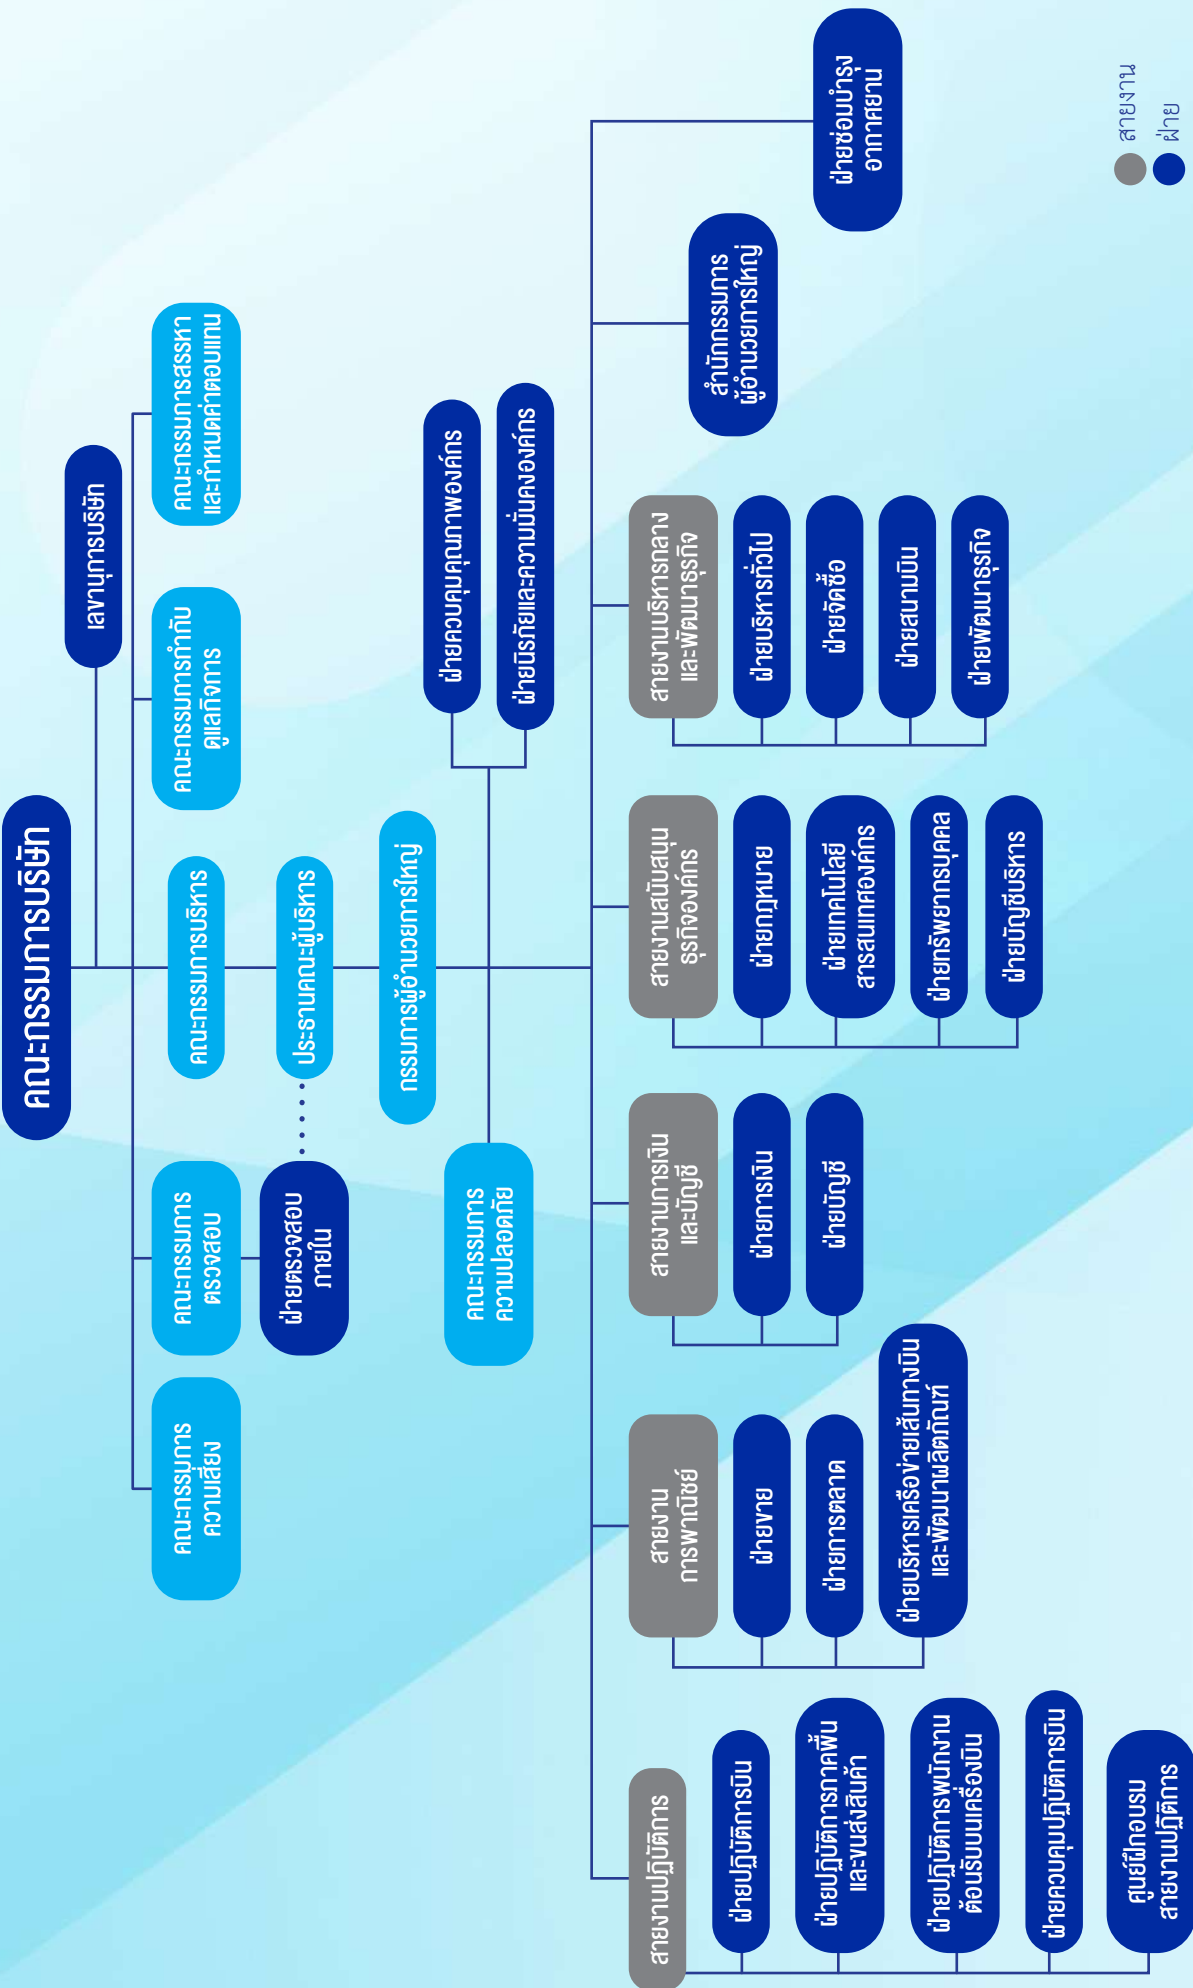 คณะกรรมการบริษัท
เลขานุการบริษัท
คณะกรรมการ
ความเสี่ยง
คณะกรรมการ
ตรวจสอบ
คณะกรรมการบริหาร
คณะกรรมการกำกับ
ดูแลกิจการ
คณะกรรมการสรรหา
และกำหนดค่าตอบแทน
ฝ่ายตรวจสอบ
ภายใน
ประธานคณะผู้บริหาร
กรรมการผู้อำนวยการใหญ่
คณะกรรมการ
ความปลอดภัย
ฝ่ายควบคุมคุณภาพองค์กร
ฝ่ายนิรภัยและความมั่นคงองค์กร
สายงานปฏิบัติการ
ฝ่ายปฏิบัติการบิน
ฝ่ายปฏิบัติการภาคพื้น
และขนส่งสินค้า
ฝ่ายปฏิบัติการพนักงาน
ต้อนรับบนเครื่องบิน
ฝ่ายควบคุมปฏิบัติการบิน
ศูนย์ฝึกอบรม
สายงานปฏิบัติการ
สายงาน
การพาณิชย์
ฝ่ายขาย
ฝ่ายการตลาด
ฝ่ายบริหารเครือข่ายเส้นทางบิน
และพัฒนาผลิตภัณฑ์
สายงานการเงิน
และบัญชี
ฝ่ายการเงิน
ฝ่ายบัญชี
สายงานสนับสนุน
ธุรกิจองค์กร
ฝ่ายกฎหมาย
ฝ่ายเทคโนโลยี
สารสนเทศองค์กร
ฝ่ายทรัพยากรบุคคล
ฝ่ายบัญชีบริหาร
สายงานบริหารกลาง
และพัฒนาธุรกิจ
ฝ่ายบริหารทั่วไป
ฝ่ายจัดซื้อ
ฝ่ายสนามบิน
ฝ่ายพัฒนาธุรกิจ
สำนักกรรมการ
ผู้อำนวยการใหญ่
ฝ่ายซ่อมบำรุง
อากาศยาน
สายงาน
ฝ่าย